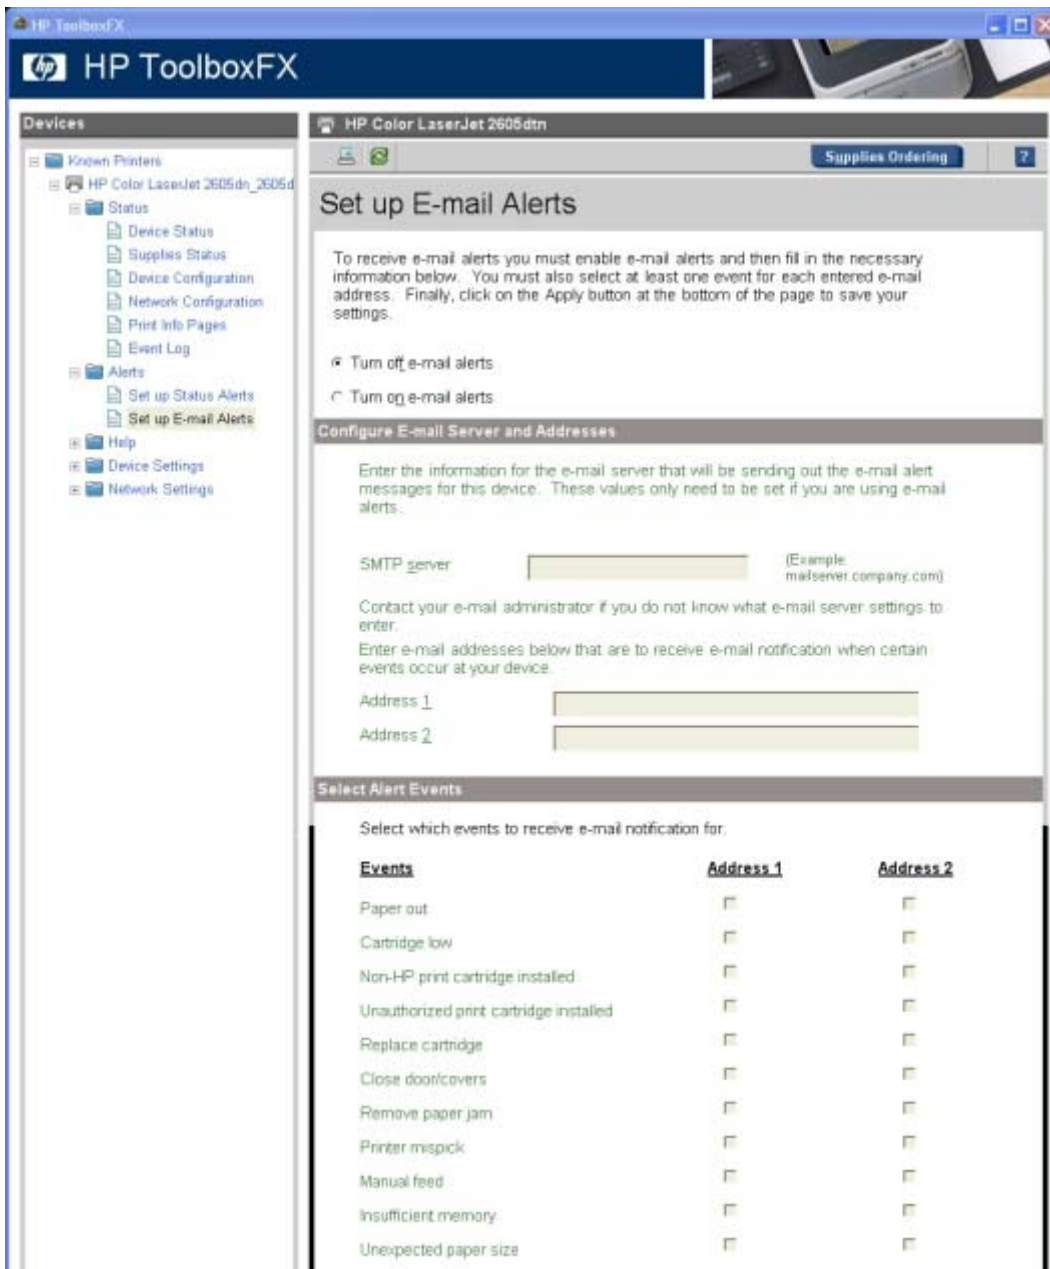 HP ToolboxFX
hp HP ToolboxFX
Devices
Known Printers
HP Color LaserJet 2605dn_2605d
Status
Device Status
Supplies Status
Device Configuration
Network Configuration
Print Info Pages
Event Log
Alerts
Set up Status Alerts
Set up E-mail Alerts
Help
Device Settings
Network Settings
HP Color LaserJet 2605dtn
Supplies Ordering ?
Set up E-mail Alerts
To receive e-mail alerts you must enable e-mail alerts and then fill in the necessary
information below. You must also select at least one event for each entered e-mail
address. Finally, click on the Apply button at the bottom of the page to save your
settings.
Turn off e-mail alerts
Turn on e-mail alerts
Configure E-mail Server and Addresses
Enter the information for the e-mail server that will be sending out the e-mail alert
messages for this device. These values only need to be set if you are using e-mail
alerts.
SMTP server
(Example:
mailserver.company.com)
Contact your e-mail administrator if you do not know what e-mail server settings to
enter.
Enter e-mail addresses below that are to receive e-mail notification when certain
events occur at your device.
Address 1
Address 2
Select Alert Events
Select which events to receive e-mail notification for.
Events Address 1 Address 2
Paper out
Cartridge low
Non-HP print cartridge installed
Unauthorized print cartridge installed
Replace cartridge
Close door/covers
Remove paper jam
Printer mispick
Manual feed
Insufficient memory
Unexpected paper size